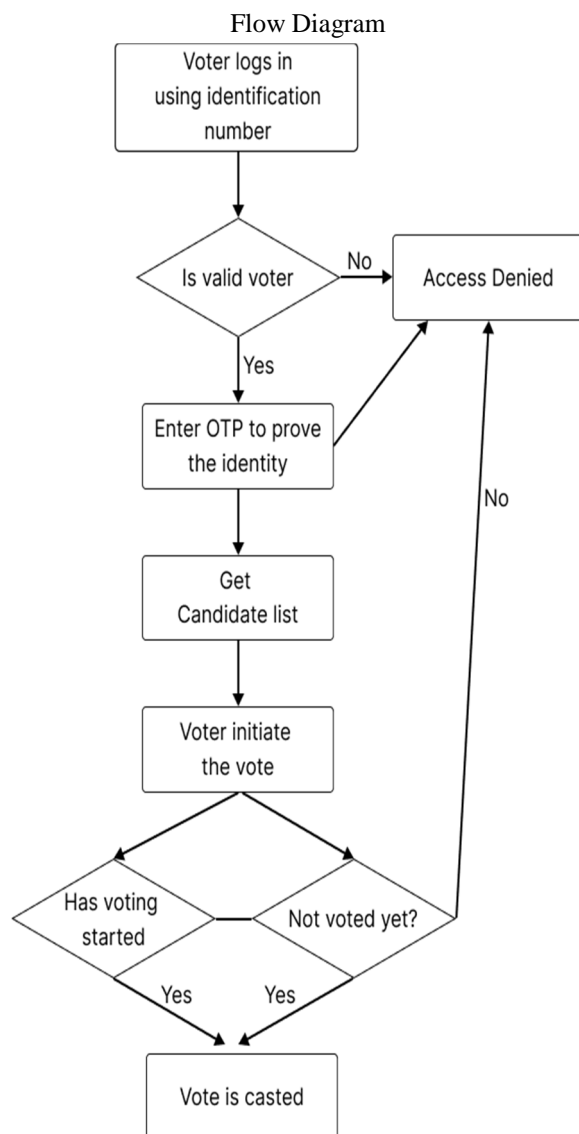 Flow Diagram
Voter logs in
using identification
number
Is valid voter
No
Access Denied
Yes
Enter OTP to prove
the identity
No
Get
Candidate list
Voter initiate
the vote
Has voting
started
Not voted yet?
Yes
Yes
Vote is casted